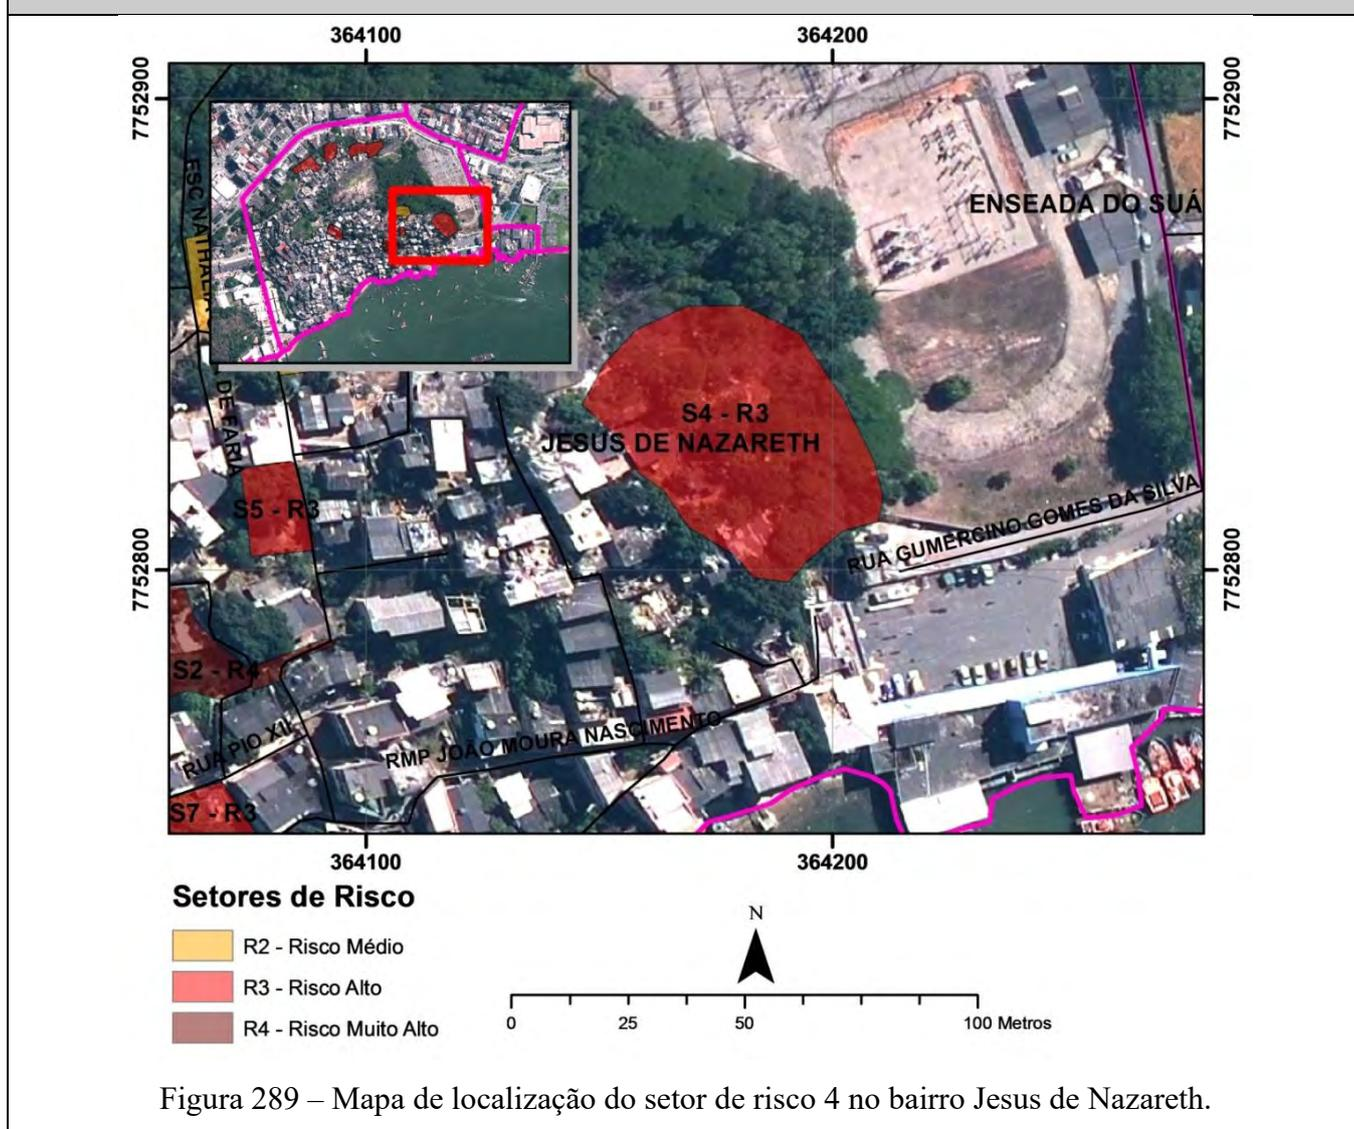 364100
364200
7752900
7752900
ESC NATHALI
ENSEADA DO SUÁ
DE FARIA
S4 - R3
JESUS DE NAZARETH
S5 - R3
RUA GUMERCINO GOMES DA SILVA
7752800
7752800
S2 - R4
RUA PIO XII
RMP JOÃO MOURA NASCIMENTO
S7 - R3
364100
364200
Setores de Risco
R2 - Risco Médio
R3 - Risco Alto
R4 - Risco Muito Alto
N
0 25 50 100 Metros
Figura 289 – Mapa de localização do setor de risco 4 no bairro Jesus de Nazareth.